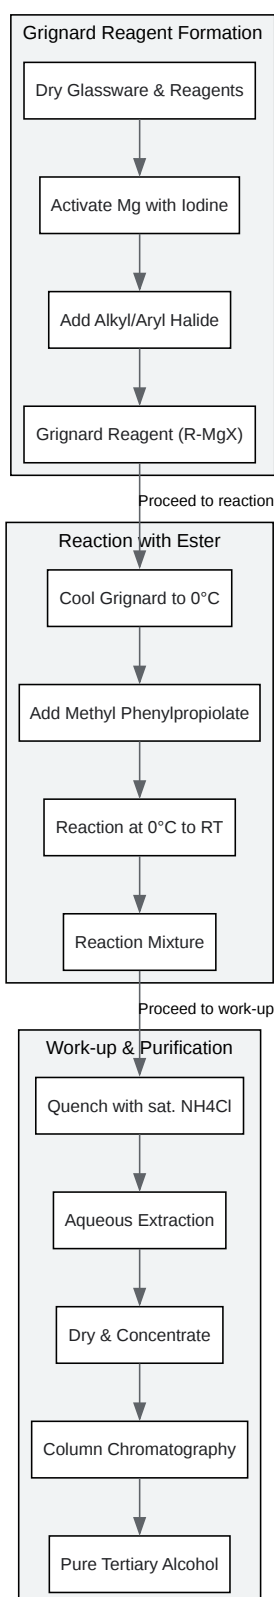 Grignard Reagent Formation
Dry Glassware & Reagents
Activate Mg with Iodine
Add Alkyl/Aryl Halide
Grignard Reagent (R-MgX)
Proceed to reaction
Reaction with Ester
Cool Grignard to 0°C
Add Methyl Phenylpropiolate
Reaction at 0°C to RT
Reaction Mixture
Proceed to work-up
Work-up & Purification
Quench with sat. NH4Cl
Aqueous Extraction
Dry & Concentrate
Column Chromatography
Pure Tertiary Alcohol